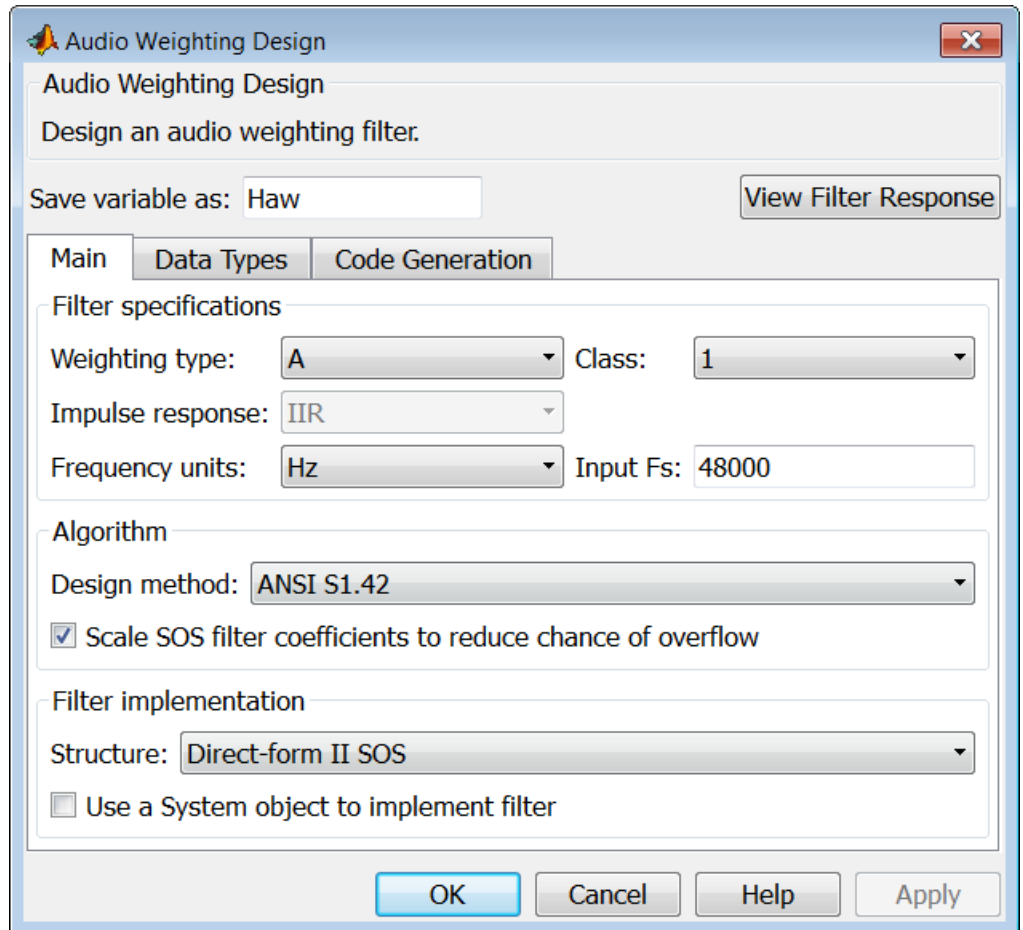 Audio Weighting Design
Audio Weighting Design
Design an audio weighting filter.
Save variable as: Haw View Filter Response
Main Data Types Code Generation
Filter specifications
Weighting type: A Class: 1
Impulse response: IIR
Frequency units: Hz Input Fs: 48000
Algorithm
Design method: ANSI S1.42
Scale SOS filter coefficients to reduce chance of overflow
Filter implementation
Structure: Direct-form II SOS
Use a System object to implement filter
OK Cancel Help Apply